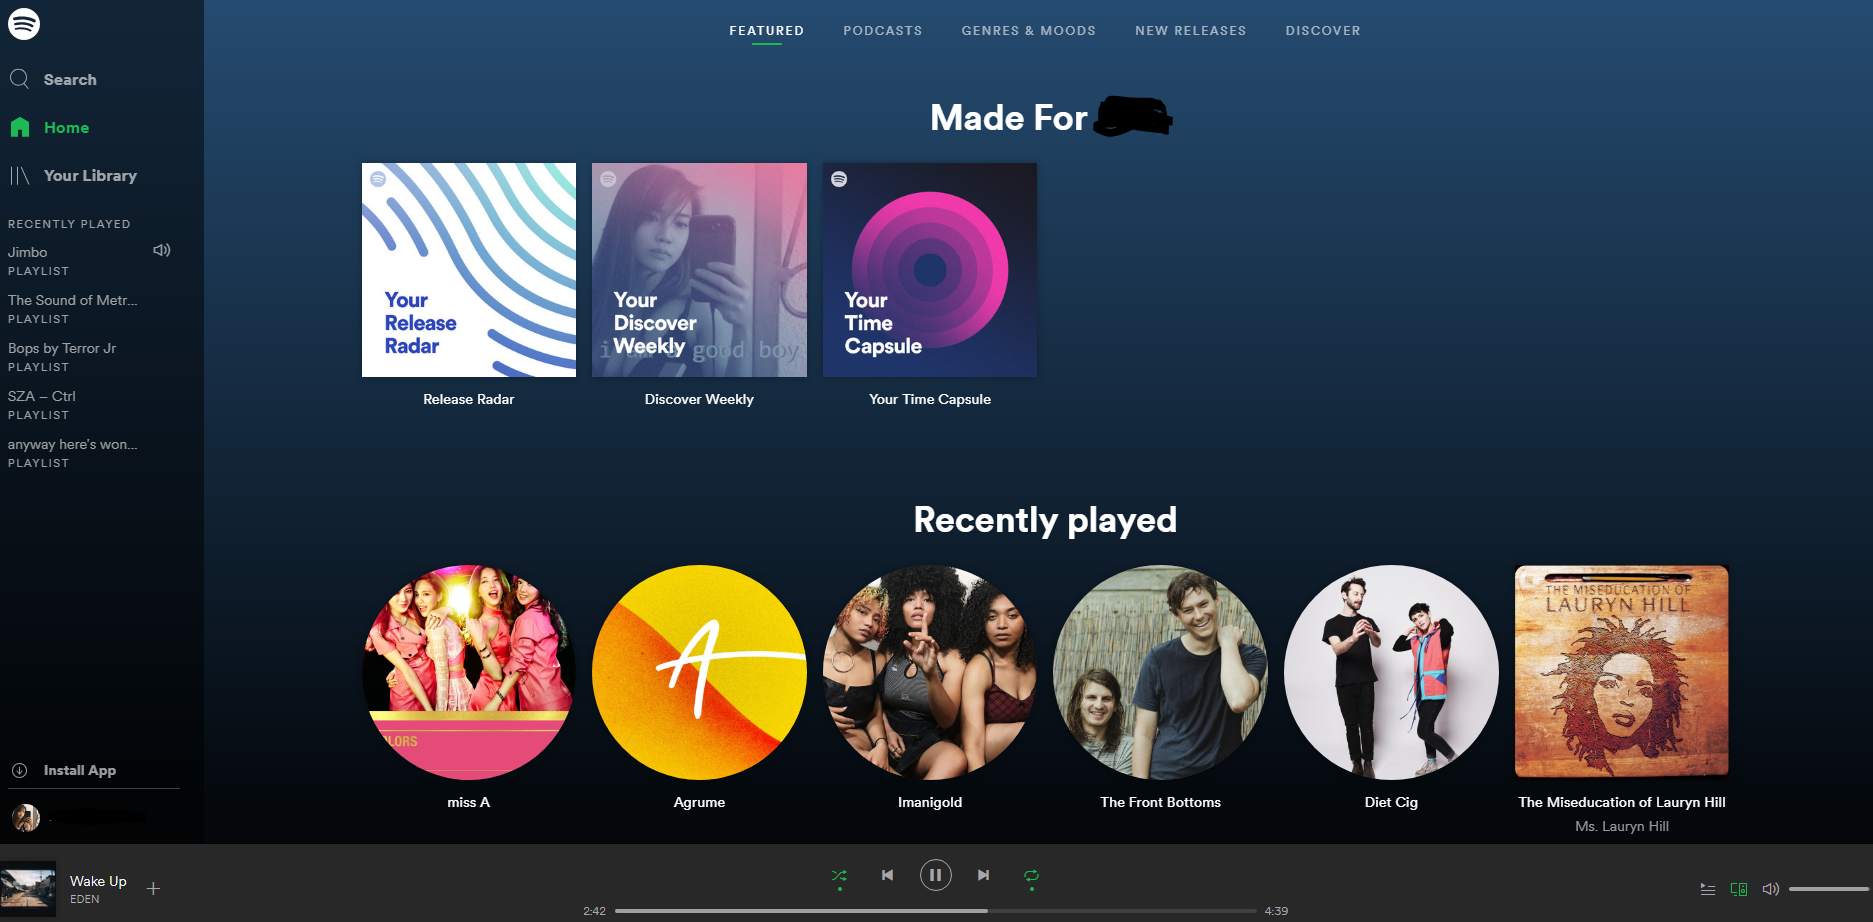 Search
Home
Your Library
RECENTLY PLAYED
Jimbo
PLAYLIST
The Sound of Metr...
PLAYLIST
Bops by Terror Jr
PLAYLIST
SZA – Ctrl
PLAYLIST
anyway here's won...
PLAYLIST
Install App
FEATURED
PODCASTS
GENRES & MOODS
NEW RELEASES
DISCOVER
Made For
Your
Release
Radar
Release Radar
Your
Discover
Weekly
good boy
Discover Weekly
Your
Time
Capsule
Your Time Capsule
Recently played
LORS
miss A
A
Agrume
Imanigold
The Front Bottoms
Diet Cig
THE MISEDUCATION OF
LAURYN HILL
The Miseducation of Lauryn Hill
Ms. Lauryn Hill
Wake Up
EDEN
2:42
4:39